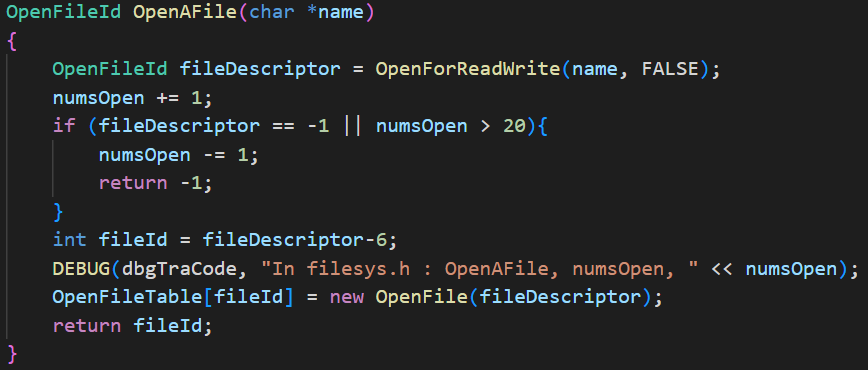 OpenFileId OpenAFile(char *name)
{
    OpenFileId fileDescriptor = OpenForReadWrite(name, FALSE);
    numsOpen += 1;
    if (fileDescriptor == -1 || numsOpen > 20){
        numsOpen -= 1;
        return -1;
    }
    int fileId = fileDescriptor-6;
    DEBUG(dbgTraCode, "In filesys.h : OpenAFile, numsOpen, " << numsOpen);
    OpenFileTable[fileId] = new OpenFile(fileDescriptor);
    return fileId;
}